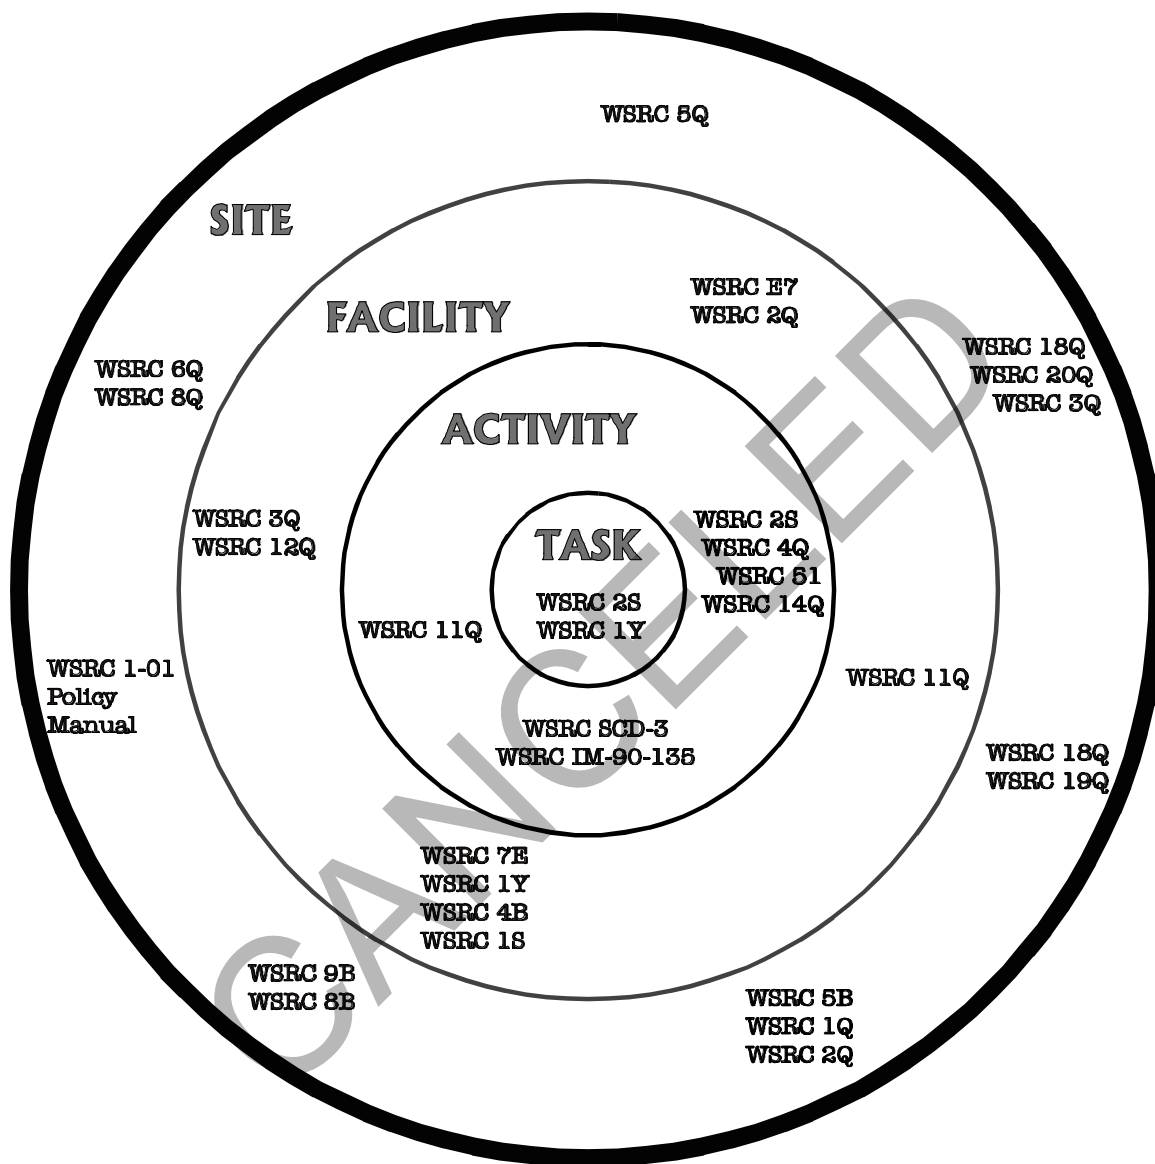 WSRC 5Q
SITE
WSRC E7
WSRC 2Q
FACILITY
WSRC 18Q
WSRC 20Q
WSRC 3Q
WSRC 6Q
WSRC 8Q
ACTIVITY
WSRC 3Q
WSRC 12Q
TASK
WSRC 2S
WSRC 1Y
WSRC 2S
WSRC 4Q
WSRC 51
WSRC 14Q
WSRC 11Q
WSRC 1-01
Policy
Manual
WSRC 11Q
WSRC SCD-3
WSRC IM-90-135
WSRC 18Q
WSRC 19Q
WSRC 7E
WSRC 1Y
WSRC 4B
WSRC 1S
WSRC 9B
WSRC 8B
WSRC 5B
WSRC 1Q
WSRC 2Q
CANCELED